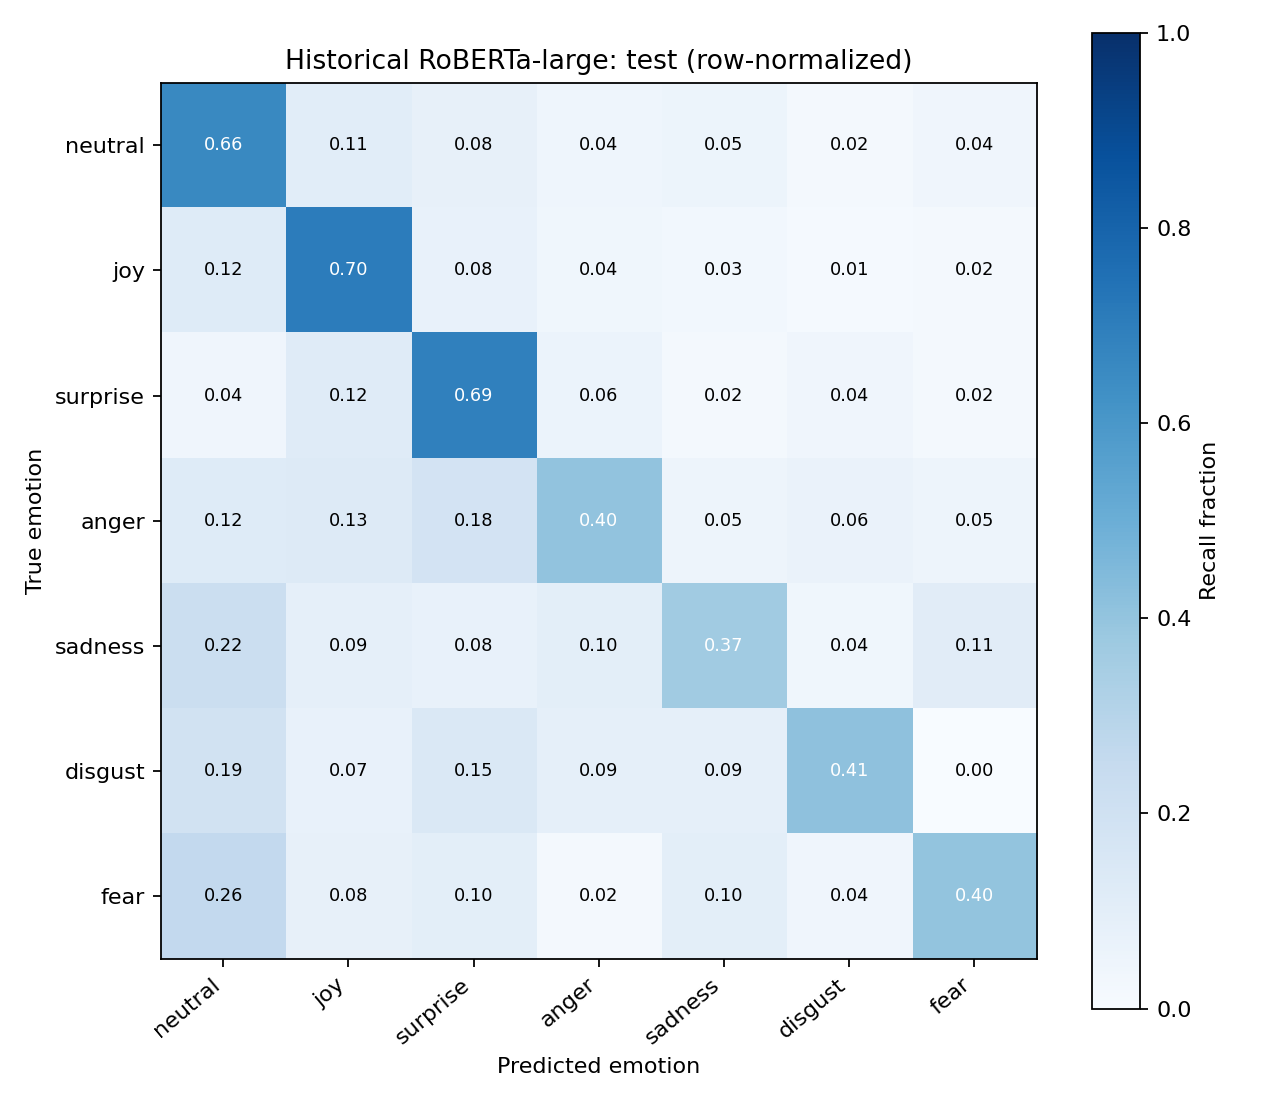 Historical RoBERTa-large: test (row-normalized)
neutral 0.66 0.11 0.08 0.04 0.05 0.02 0.04
joy 0.12 0.70 0.08 0.04 0.03 0.01 0.02
surprise 0.04 0.12 0.69 0.06 0.02 0.04 0.02
anger 0.12 0.13 0.18 0.40 0.05 0.06 0.05
sadness 0.22 0.09 0.08 0.10 0.37 0.04 0.11
disgust 0.19 0.07 0.15 0.09 0.09 0.41 0.00
fear 0.26 0.08 0.10 0.02 0.10 0.04 0.40
True emotion
neutral joy surprise anger sadness disgust fear
Predicted emotion
1.0
0.8
0.6
0.4
0.2
0.0
Recall fraction